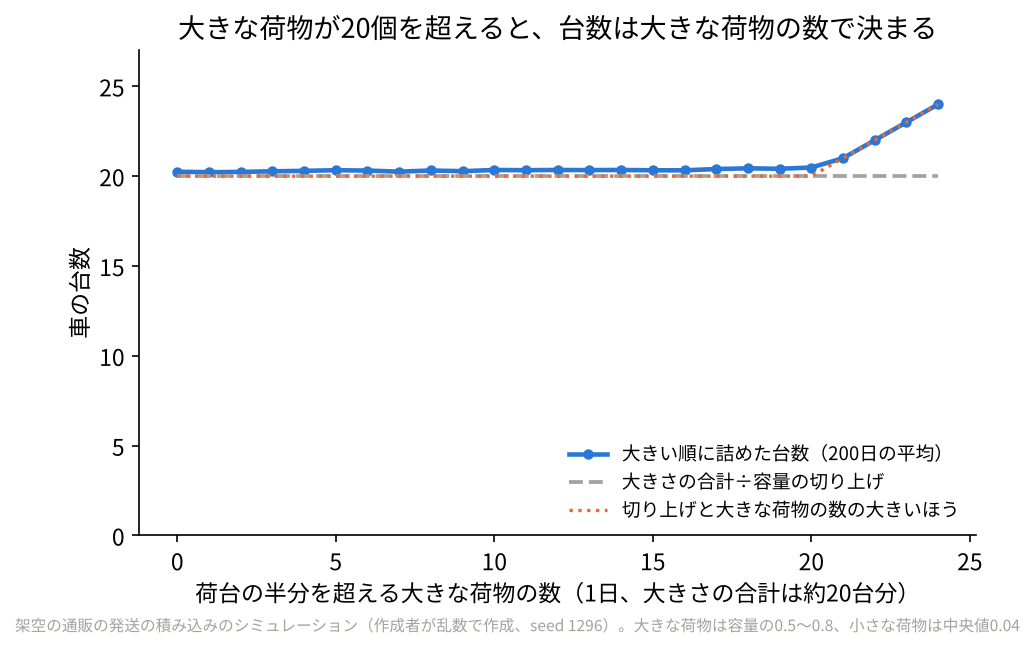 大きな荷物が20個を超えると、台数は大きな荷物の数で決まる
車の台数
25
20
15
10
5
0
大きい順に詰めた台数（200日の平均）
大きさの合計÷容量の切り上げ
切り上げと大きな荷物の数の大きいほう
0 5 10 15 20 25
荷台の半分を超える大きな荷物の数（1日、大きさの合計は約20台分）
架空の通販の発送の積み込みのシミュレーション（作成者が乱数で作成、seed 1296）。大きな荷物は容量の0.5〜0.8、小さな荷物は中央値0.04